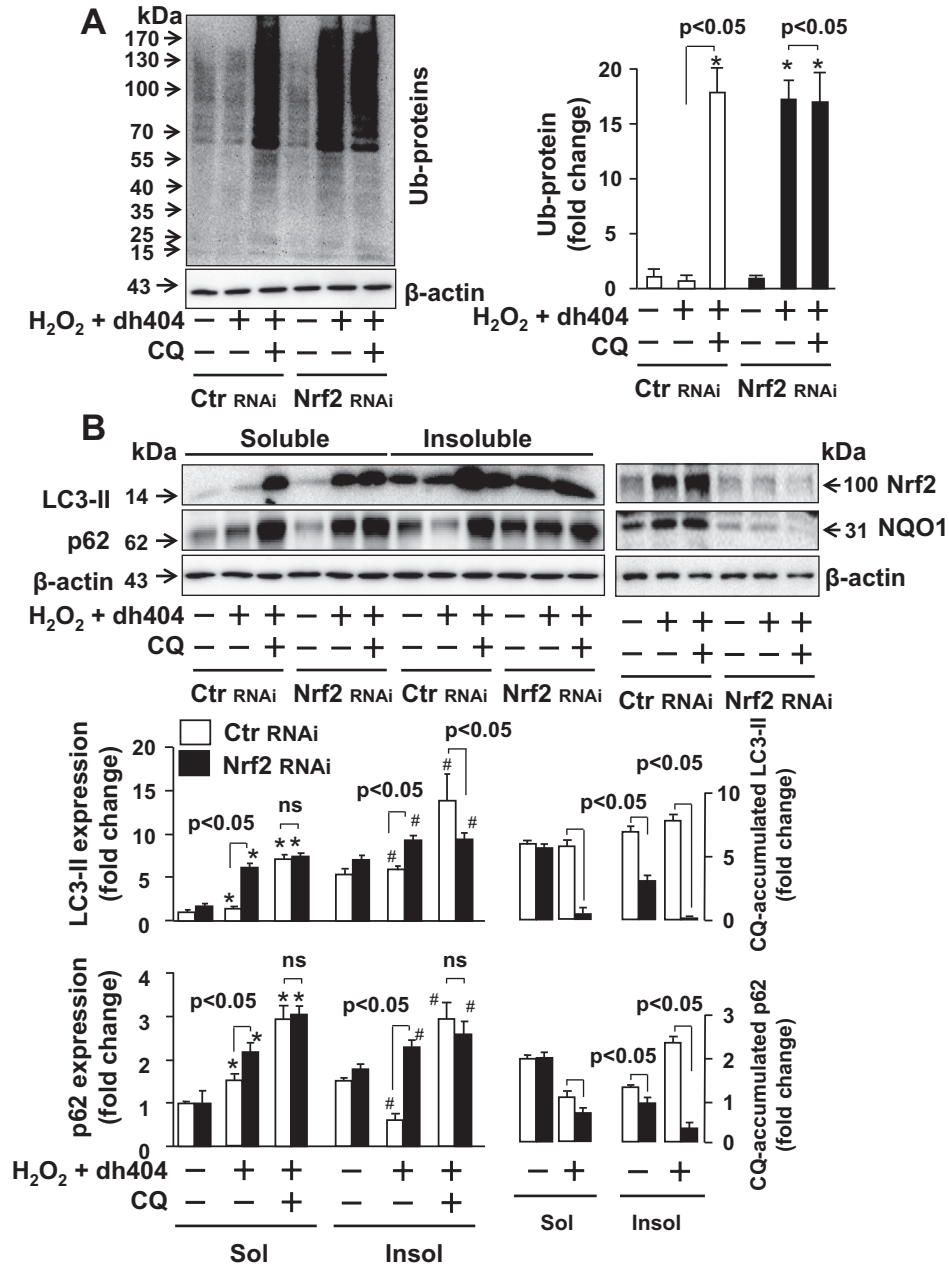 A
kDa
170
130
100
70
55
40
35
25
15
Ub-proteins
43
β-actin
H2O2 + dh404 − + + − + +
CQ − − + − − +
Ctr RNAi Nrf2 RNAi
p<0.05
p<0.05
* * *
Ub-protein
(fold change)
20
15
10
5
0
H2O2 + dh404 − + + − + +
CQ − − + − − +
Ctr RNAi Nrf2 RNAi
B
kDa Soluble Insoluble kDa
LC3-II 14
p62 62
β-actin 43
100 Nrf2
31 NQO1
β-actin
H2O2 + dh404 − + + − + + − + + − + +
CQ − − + − − + − − + − − +
Ctr RNAi Nrf2 RNAi Ctr RNAi Nrf2 RNAi
− + + − + +
− − + − − +
Ctr RNAi Nrf2 RNAi
Ctr RNAi
Nrf2 RNAi
LC3-II expression
(fold change)
20
15
10
5
0
p<0.05
ns
p<0.05
p<0.05
* * * *
# # # #
p<0.05
p<0.05
10
5
0
CQ-accumulated LC3-II
(fold change)
p62 expression
(fold change)
4
3
2
1
0
p<0.05
ns
p<0.05
ns
* * * *
# # # #
p<0.05
p<0.05
3
2
1
0
CQ-accumulated p62
(fold change)
H2O2 + dh404 − + + − + +
CQ − − + − − +
Sol Insol
− + − +
Sol Insol